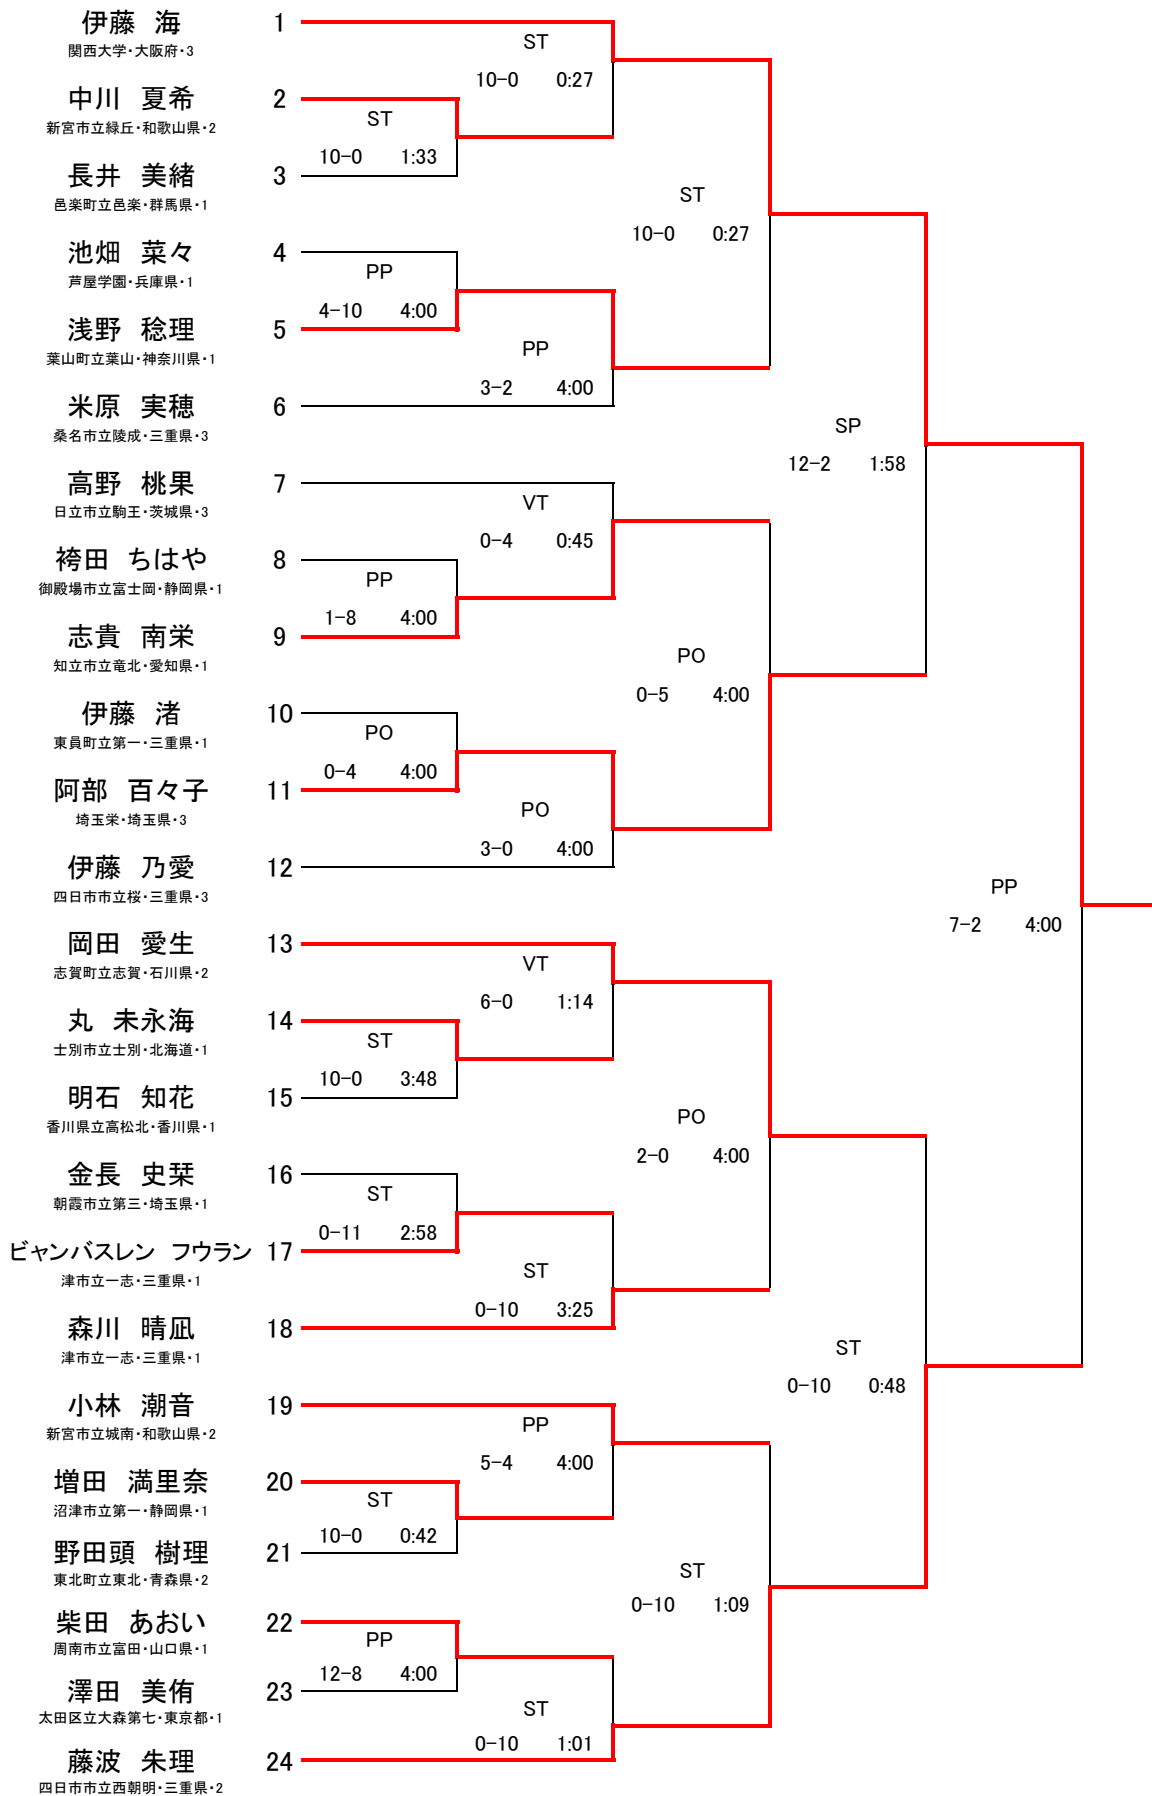 伊藤　海 1
関西大学・大阪府・3
ST
10-0 0:27
中川　夏希 2
新宮市立緑丘・和歌山県・2
ST
10-0 1:33
長井　美緒 3
邑楽町立邑楽・群馬県・1
ST
10-0 0:27
池畑　菜々 4
芦屋学園・兵庫県・1
PP
4-10 4:00
浅野　稔理 5
葉山町立葉山・神奈川県・1
PP
3-2 4:00
米原　実穂 6
桑名市立陵成・三重県・3
SP
12-2 1:58
高野　桃果 7
日立市立駒王・茨城県・3
VT
0-4 0:45
袴田　ちはや 8
御殿場市立富士岡・静岡県・1
PP
1-8 4:00
志貴　南栄 9
知立市立竜北・愛知県・1
PO
0-5 4:00
伊藤　渚 10
東員町立第一・三重県・1
PO
0-4 4:00
阿部　百々子 11
埼玉栄・埼玉県・3
PO
3-0 4:00
伊藤　乃愛 12
四日市市立桜・三重県・3
PP
7-2 4:00
岡田　愛生 13
志賀町立志賀・石川県・2
VT
6-0 1:14
丸　未永海 14
士別市立士別・北海道・1
ST
10-0 3:48
明石　知花 15
香川県立高松北・香川県・1
PO
2-0 4:00
金長　史栞 16
朝霞市立第三・埼玉県・1
ST
0-11 2:58
ビャンバスレン　フウラン 17
津市立一志・三重県・1
ST
0-10 3:25
森川　晴凪 18
津市立一志・三重県・1
ST
0-10 0:48
小林　潮音 19
新宮市立城南・和歌山県・2
PP
5-4 4:00
増田　満里奈 20
沼津市立第一・静岡県・1
ST
10-0 0:42
野田頭　樹理 21
東北町立東北・青森県・2
ST
0-10 1:09
柴田　あおい 22
周南市立富田・山口県・1
PP
12-8 4:00
澤田　美侑 23
太田区立大森第七・東京都・1
ST
0-10 1:01
藤波　朱理 24
四日市市立西朝明・三重県・2